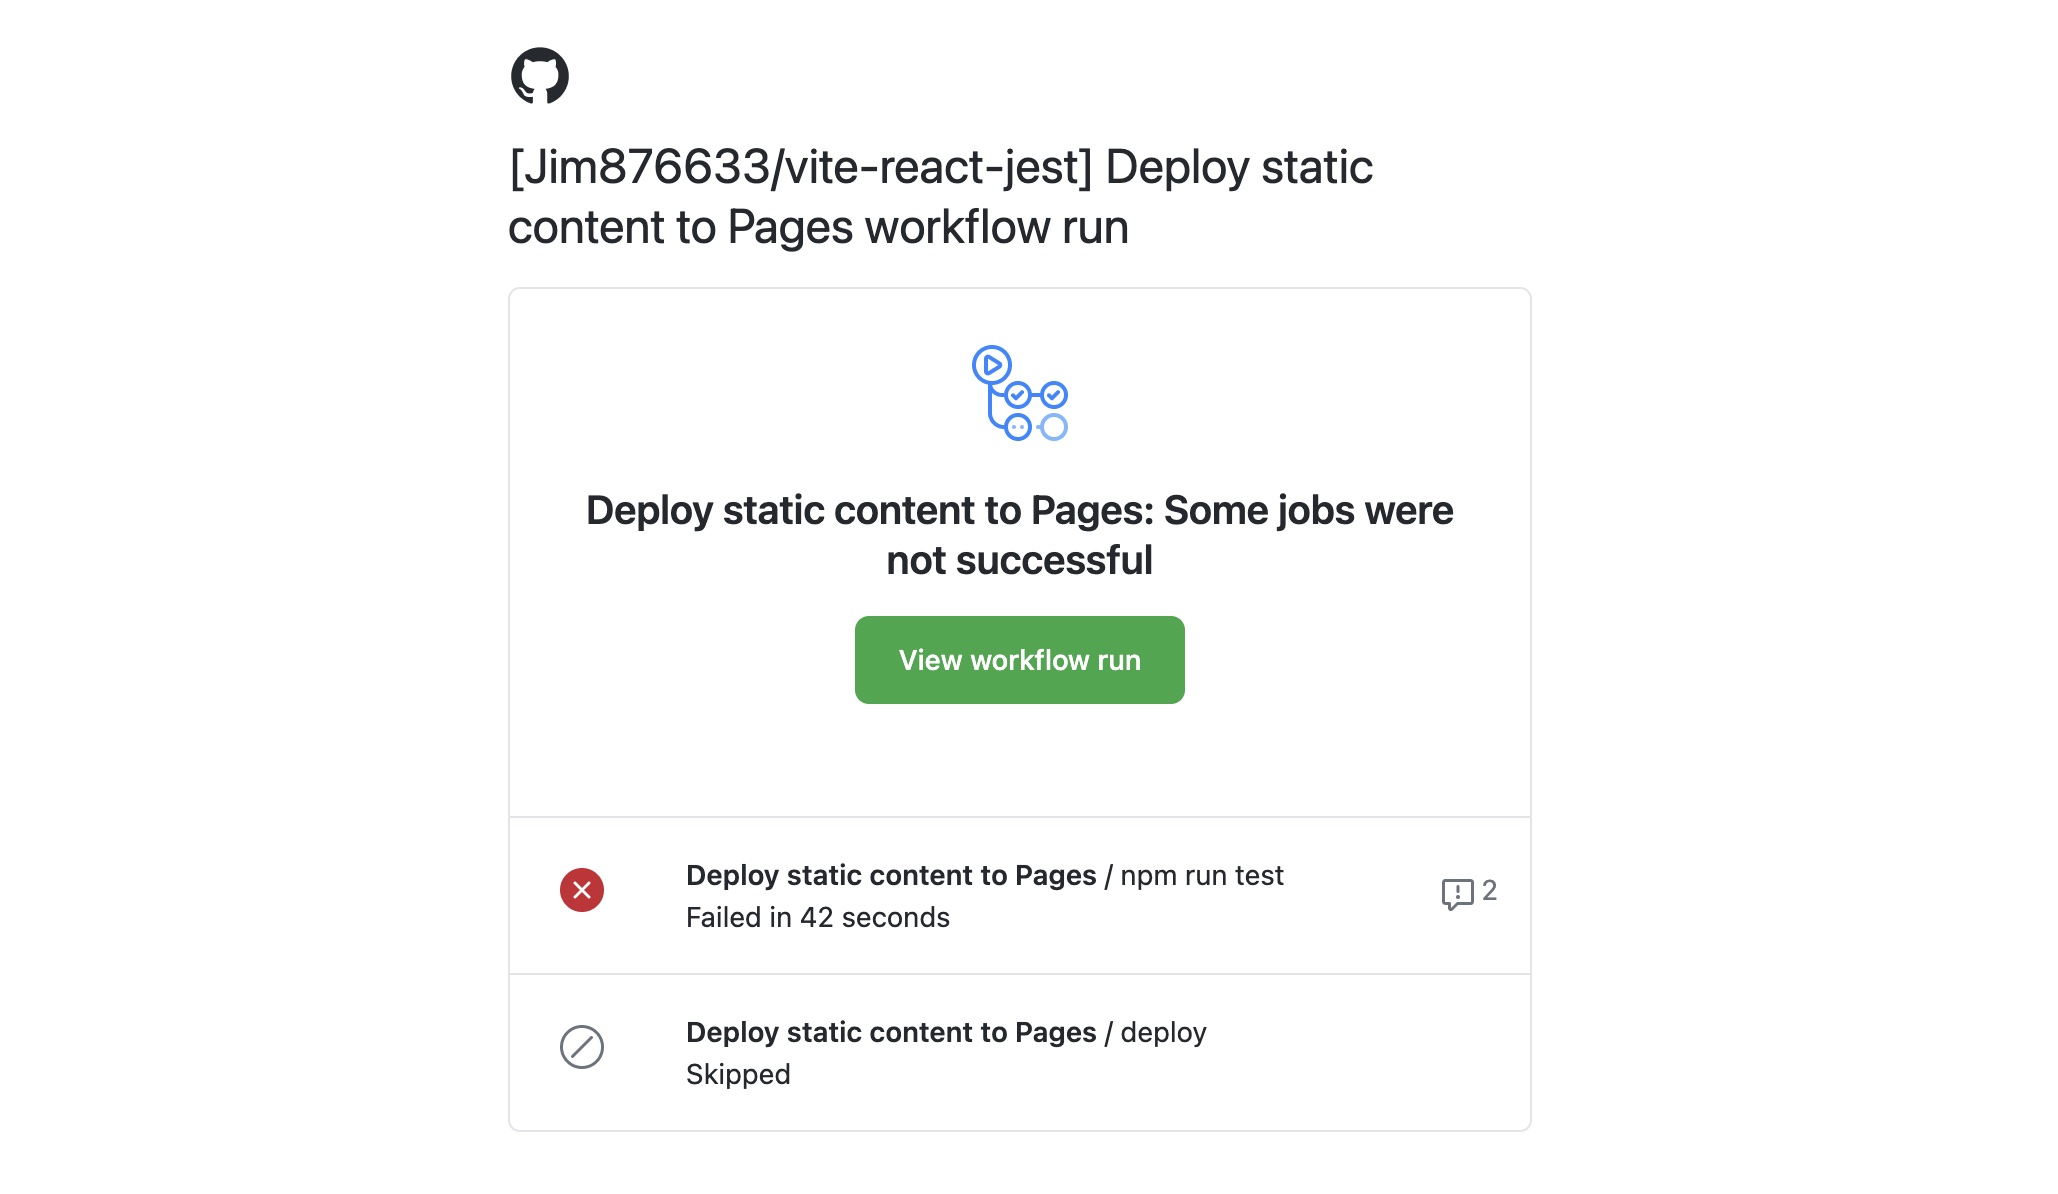 [Jim876633/vite-react-jest] Deploy static
content to Pages workflow run
Deploy static content to Pages: Some jobs were
not successful
View workflow run
Deploy static content to Pages / npm run test
Failed in 42 seconds
2
Deploy static content to Pages / deploy
Skipped